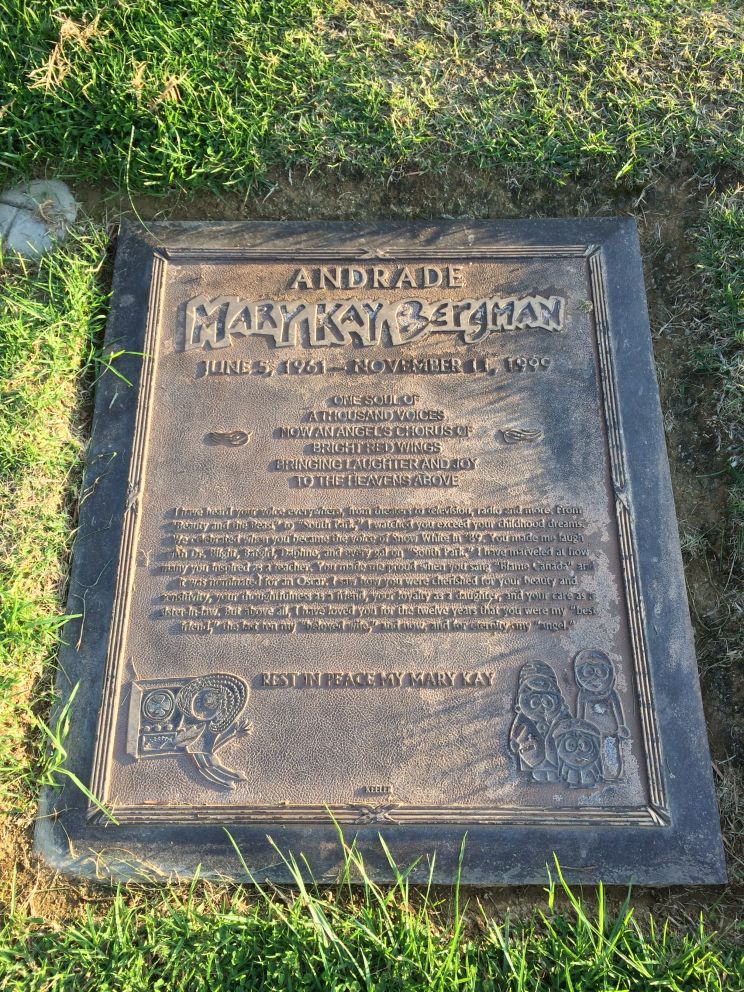 ANDRADE
MARY KAY BERGMAN
JUNE 5, 1961 – NOVEMBER 11, 1999
ONE SOUL OF
A THOUSAND VOICES
NOW AN ANGEL'S CHORUS OF
BRIGHT RED WINGS
BRINGING LAUGHTER AND JOY
TO THE HEAVENS ABOVE
I have heard your voice everywhere, from theaters to television, radio and more. From
"Beauty and the Beast" to "South Park," I watched you exceed your childhood dreams.
We celebrated when you became the voice of Snow White in "89." You made me laugh
with Dr. Blight, Batgirl, Daphne, and every gal on "South Park." I have marveled at how
many you inspired as a teacher. You made me proud when you sang "Blame Canada" and
it was nominated for an Oscar. I saw how you were cherished for your beauty and
sensitivity, your thoughtfulness as a friend, your loyalty as a daughter, and your care as a
sister-in-law. But above all, I have loved you for the twelve years that you were my "best
friend," the last ten my "beloved wife," and now, and for eternity my "angel."
REST IN PEACE MY MARY KAY